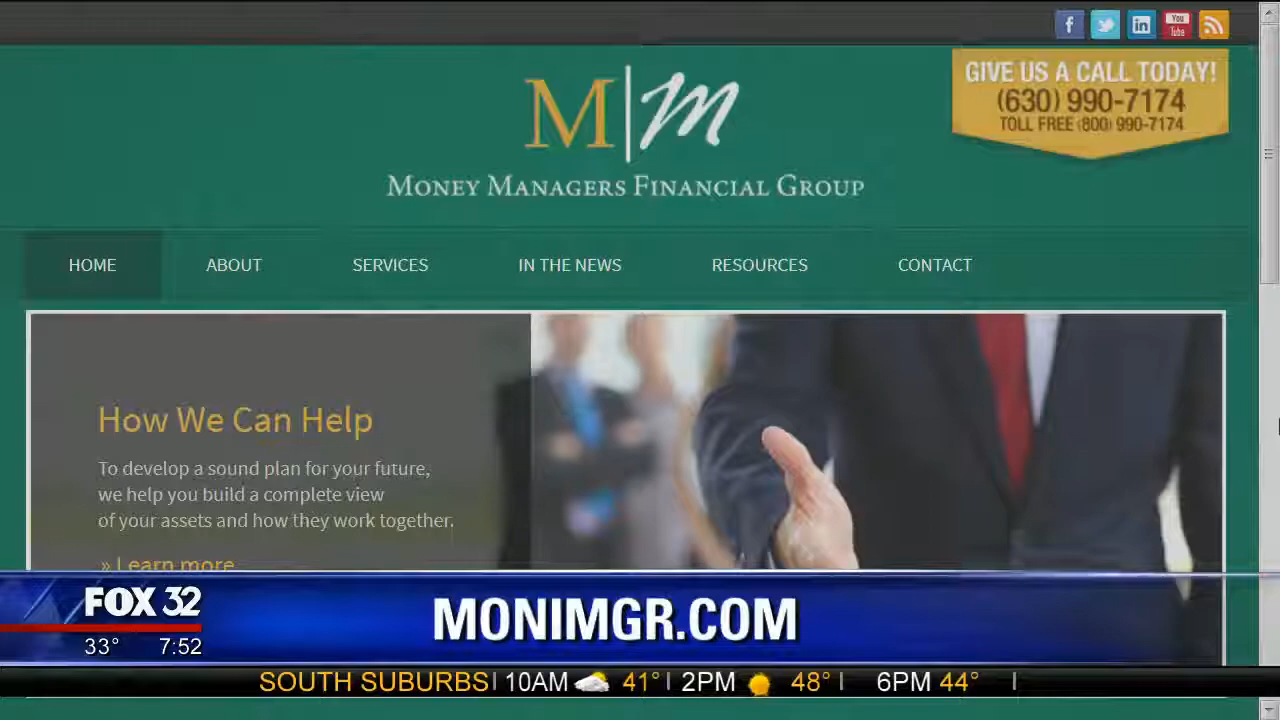 f
You
Tube
GIVE US A CALL TODAY!
(630) 990-7174
TOLL FREE (800) 990-7174
M|m
MONEY MANAGERS FINANCIAL GROUP
HOME ABOUT SERVICES IN THE NEWS RESOURCES CONTACT
How We Can Help
To develop a sound plan for your future,
we help you build a complete view
of your assets and how they work together.
» Learn more
FOX 32
MONIMGR.COM
33° 7:52
SOUTH SUBURBS 10AM 41° 2PM 48° 6PM 44°